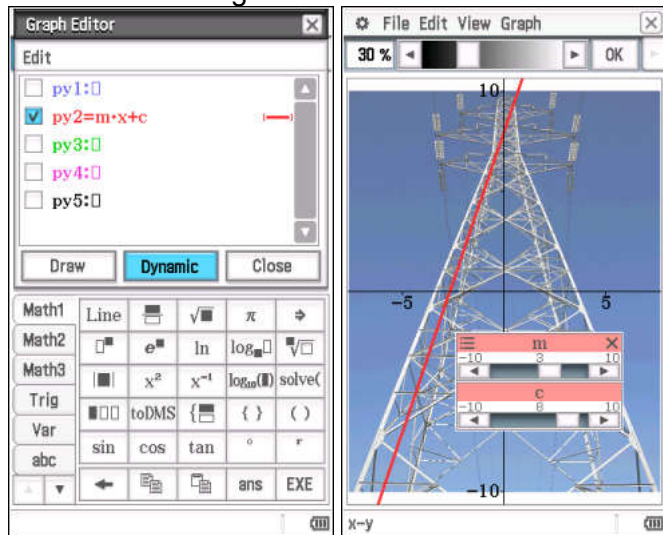 Graph Editor
Edit
py1:▯
py2=m·x+c
py3:▯
py4:▯
py5:▯
Draw Dynamic Close
Math1 Line √■ π ⇒
Math2 ▯■ e■ ln log■▯ ■√▯
Math3 |■| x² x⁻¹ log₁₀(■) solve(
Trig ■▯▯ toDMS { { } ( )
Var sin cos tan ° r
abc
ans EXE
File Edit View Graph
30 % OK
10
-5 5
m
-10 3 10
c
-10 8 10
-10
x-y